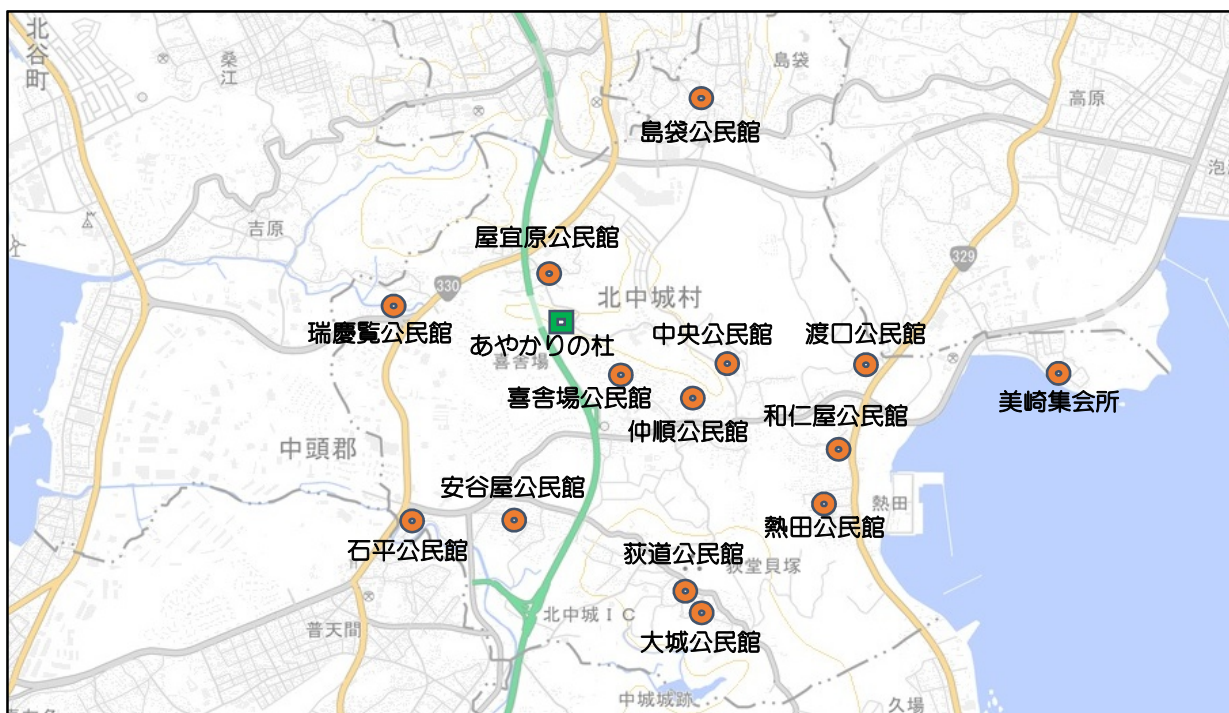 北谷町
桑江
島袋
島袋公民館
高原
泡
吉原
屋宜原公民館
330
329
北中城村
瑞慶覧公民館
あやかりの杜
喜舎場
中央公民館
渡口公民館
喜舎場公民館
仲順公民館
和仁屋公民館
美崎集会所
中頭郡
安谷屋公民館
石平公民館
熱田
熱田公民館
荻道公民館
荻堂貝塚
大城公民館
北中城IC
普天間
中城城跡
久場